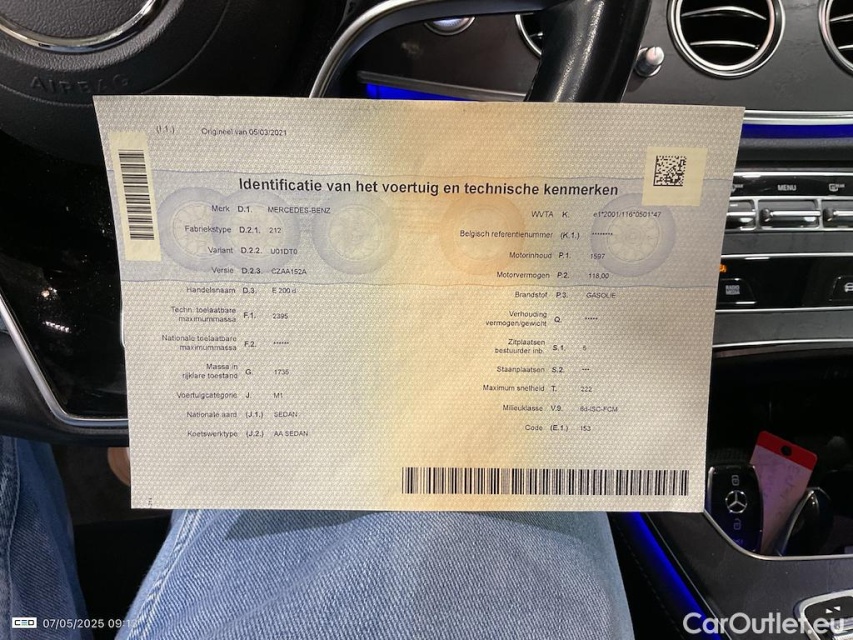 AIRBAG
MENU
RADIO
MEDIA
(I.1.) Origineel van 05/03/2021
Identificatie van het voertuig en technische kenmerken
Merk D.1. MERCEDES-BENZ
Fabriekstype D.2.1. 212
Variant D.2.2. U01DT0
Versie D.2.3. CZAA152A
Handelsnaam D.3. E 200 d
Techn. toelaatbare
maximummassa F.1. 2395
Nationale toelaatbare
maximummassa F.2. ******
Massa in
rijklare toestand G. 1735
Voertuigcategorie J. M1
Nationale aard (J.1.) SEDAN
Koetswerktype (J.2.) AA SEDAN
WVTA K. e1*2001/116*0501*47
Belgisch referentienummer (K.1.) ********
Motorinhoud P.1. 1597
Motorvermogen P.2. 118,00
Brandstof P.3. GASOLIE
Verhouding
vermogen/gewicht Q. *****
Zitplaatsen
bestuurder inb. S.1. 5
Staanplaatsen S.2. ***
Maximum snelheid T. 222
Milieuklasse V.9. 6d-ISC-FCM
Code (E.1.) 153
07/05/2025 09:1
CarOutlet.eu